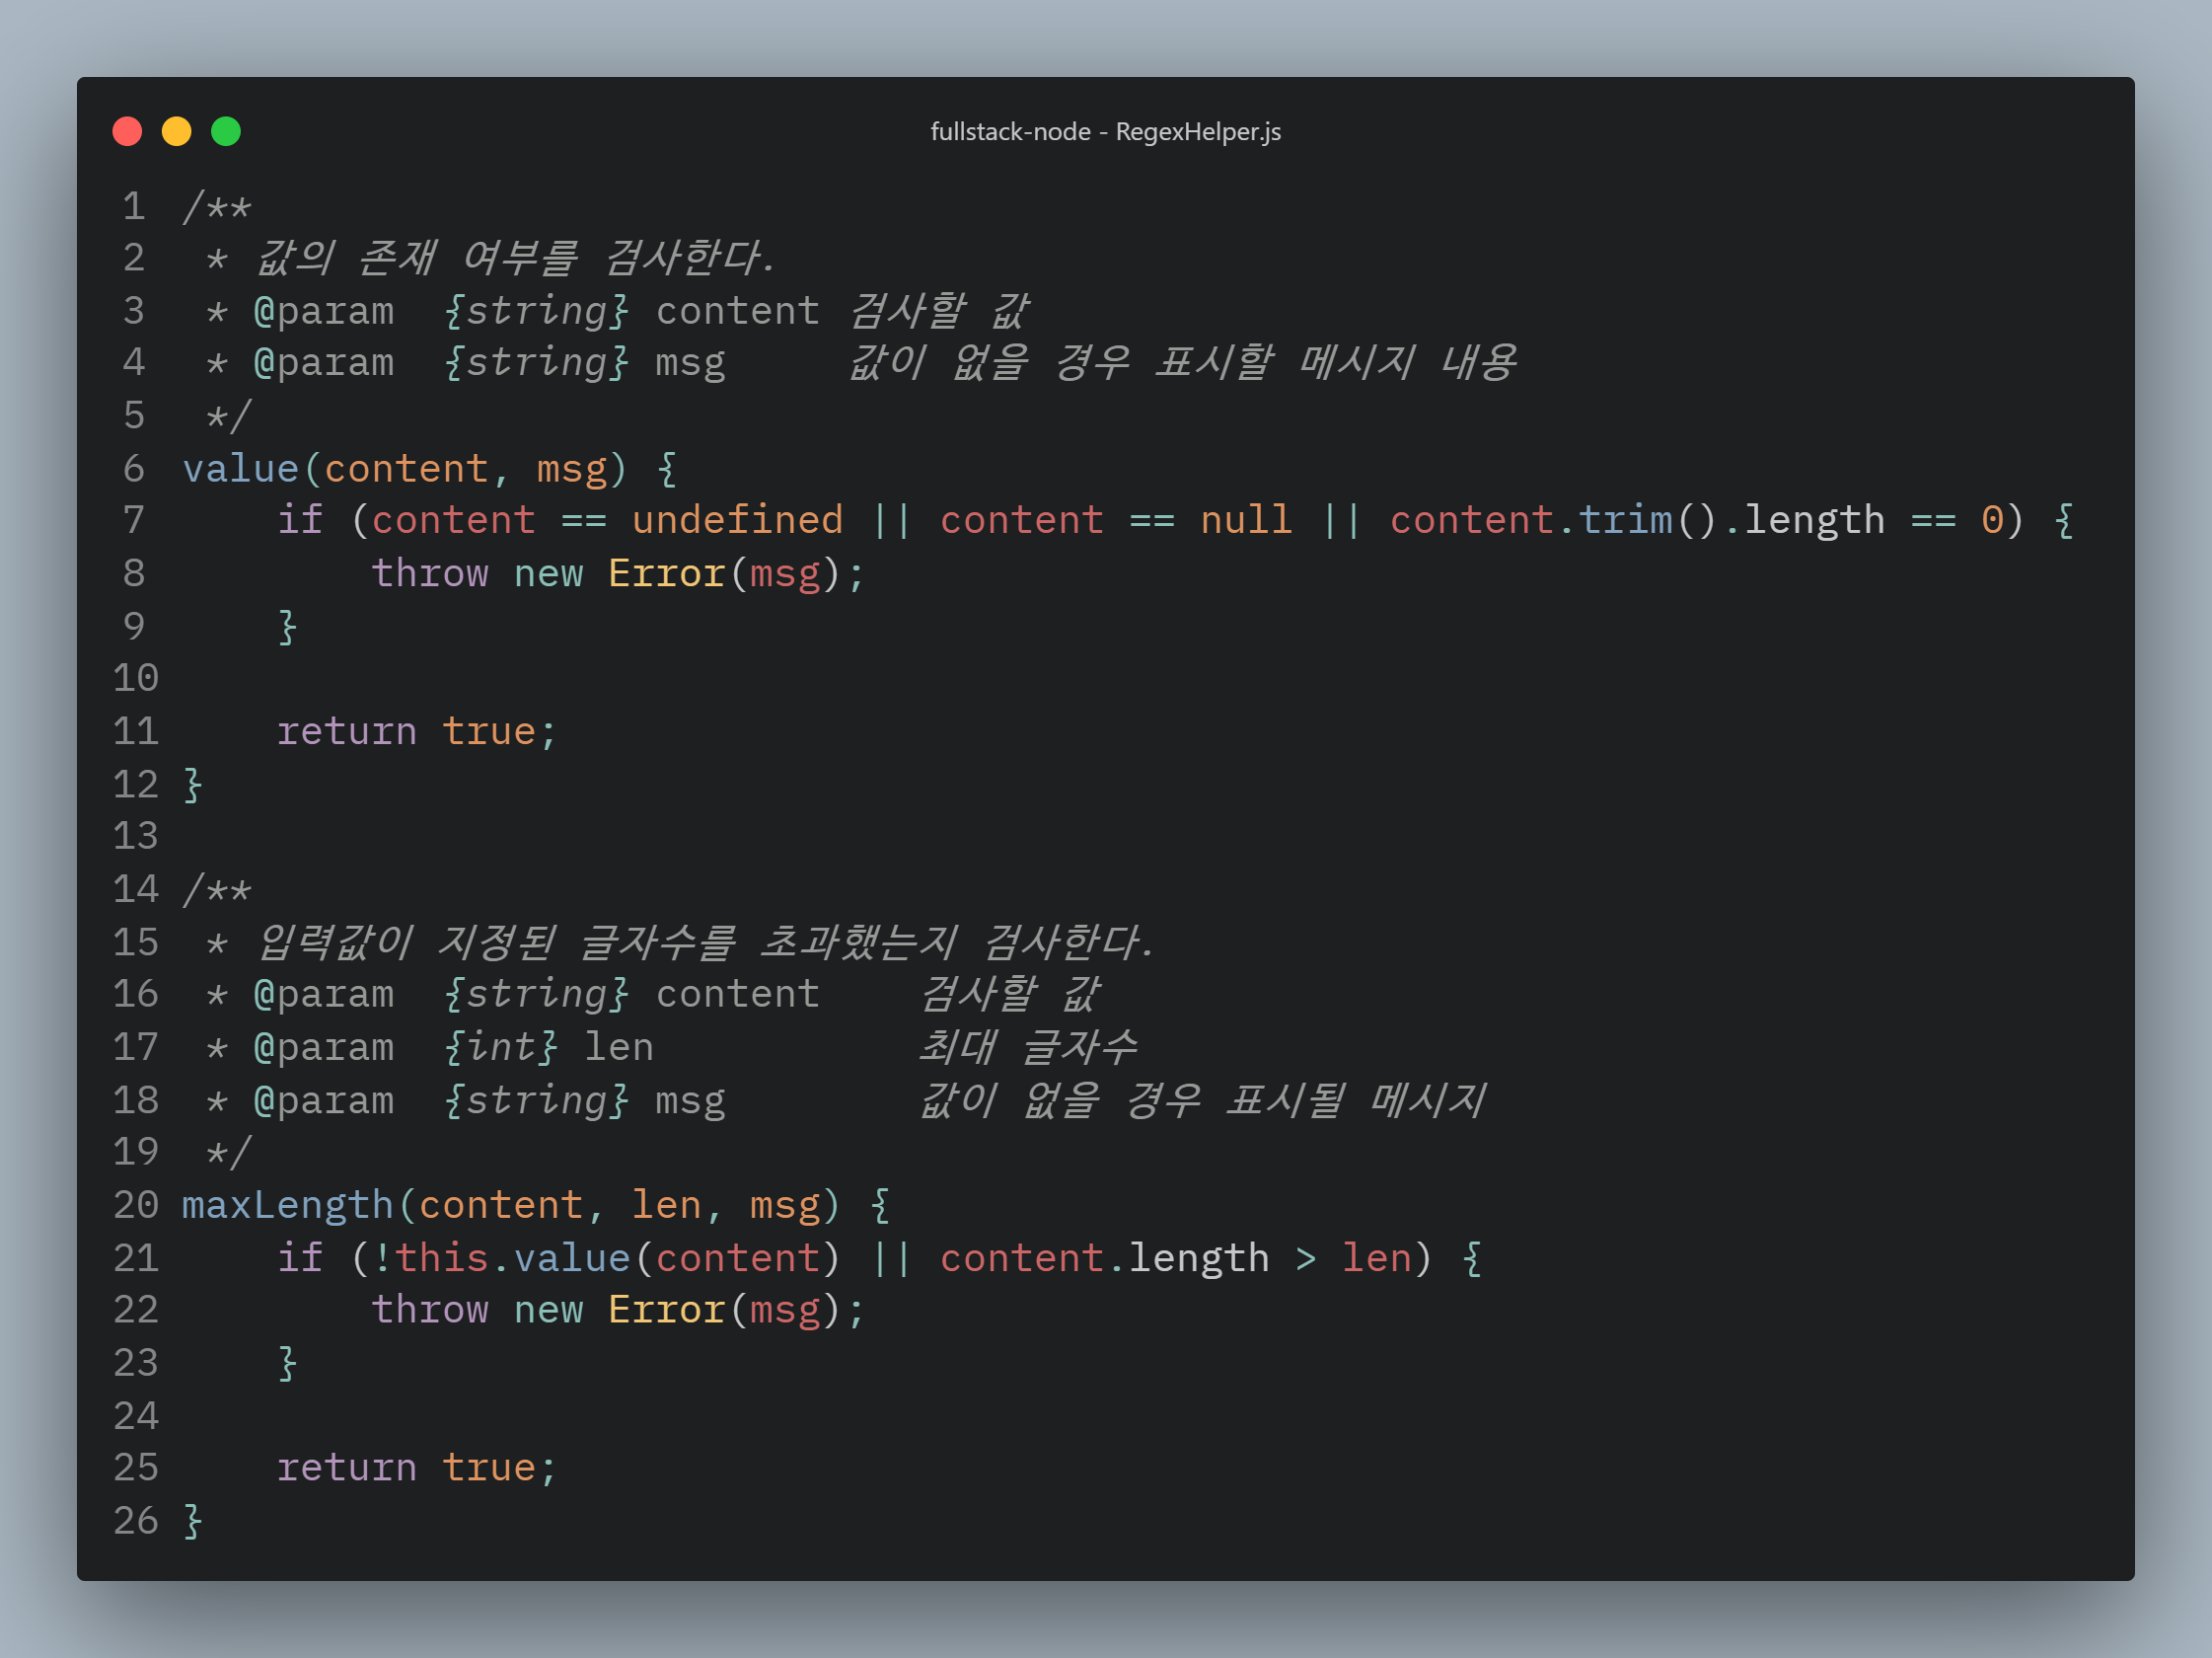 fullstack-node - RegexHelper.js
1 /**
2  * 값의 존재 여부를 검사한다.
3  * @param  {string} content 검사할 값
4  * @param  {string} msg     값이 없을 경우 표시할 메시지 내용
5  */
6 value(content, msg) {
7     if (content == undefined || content == null || content.trim().length == 0) {
8         throw new Error(msg);
9     }
10
11     return true;
12 }
13
14 /**
15  * 입력값이 지정된 글자수를 초과했는지 검사한다.
16  * @param  {string} content    검사할 값
17  * @param  {int} len           최대 글자수
18  * @param  {string} msg        값이 없을 경우 표시될 메시지
19  */
20 maxLength(content, len, msg) {
21     if (!this.value(content) || content.length > len) {
22         throw new Error(msg);
23     }
24
25     return true;
26 }